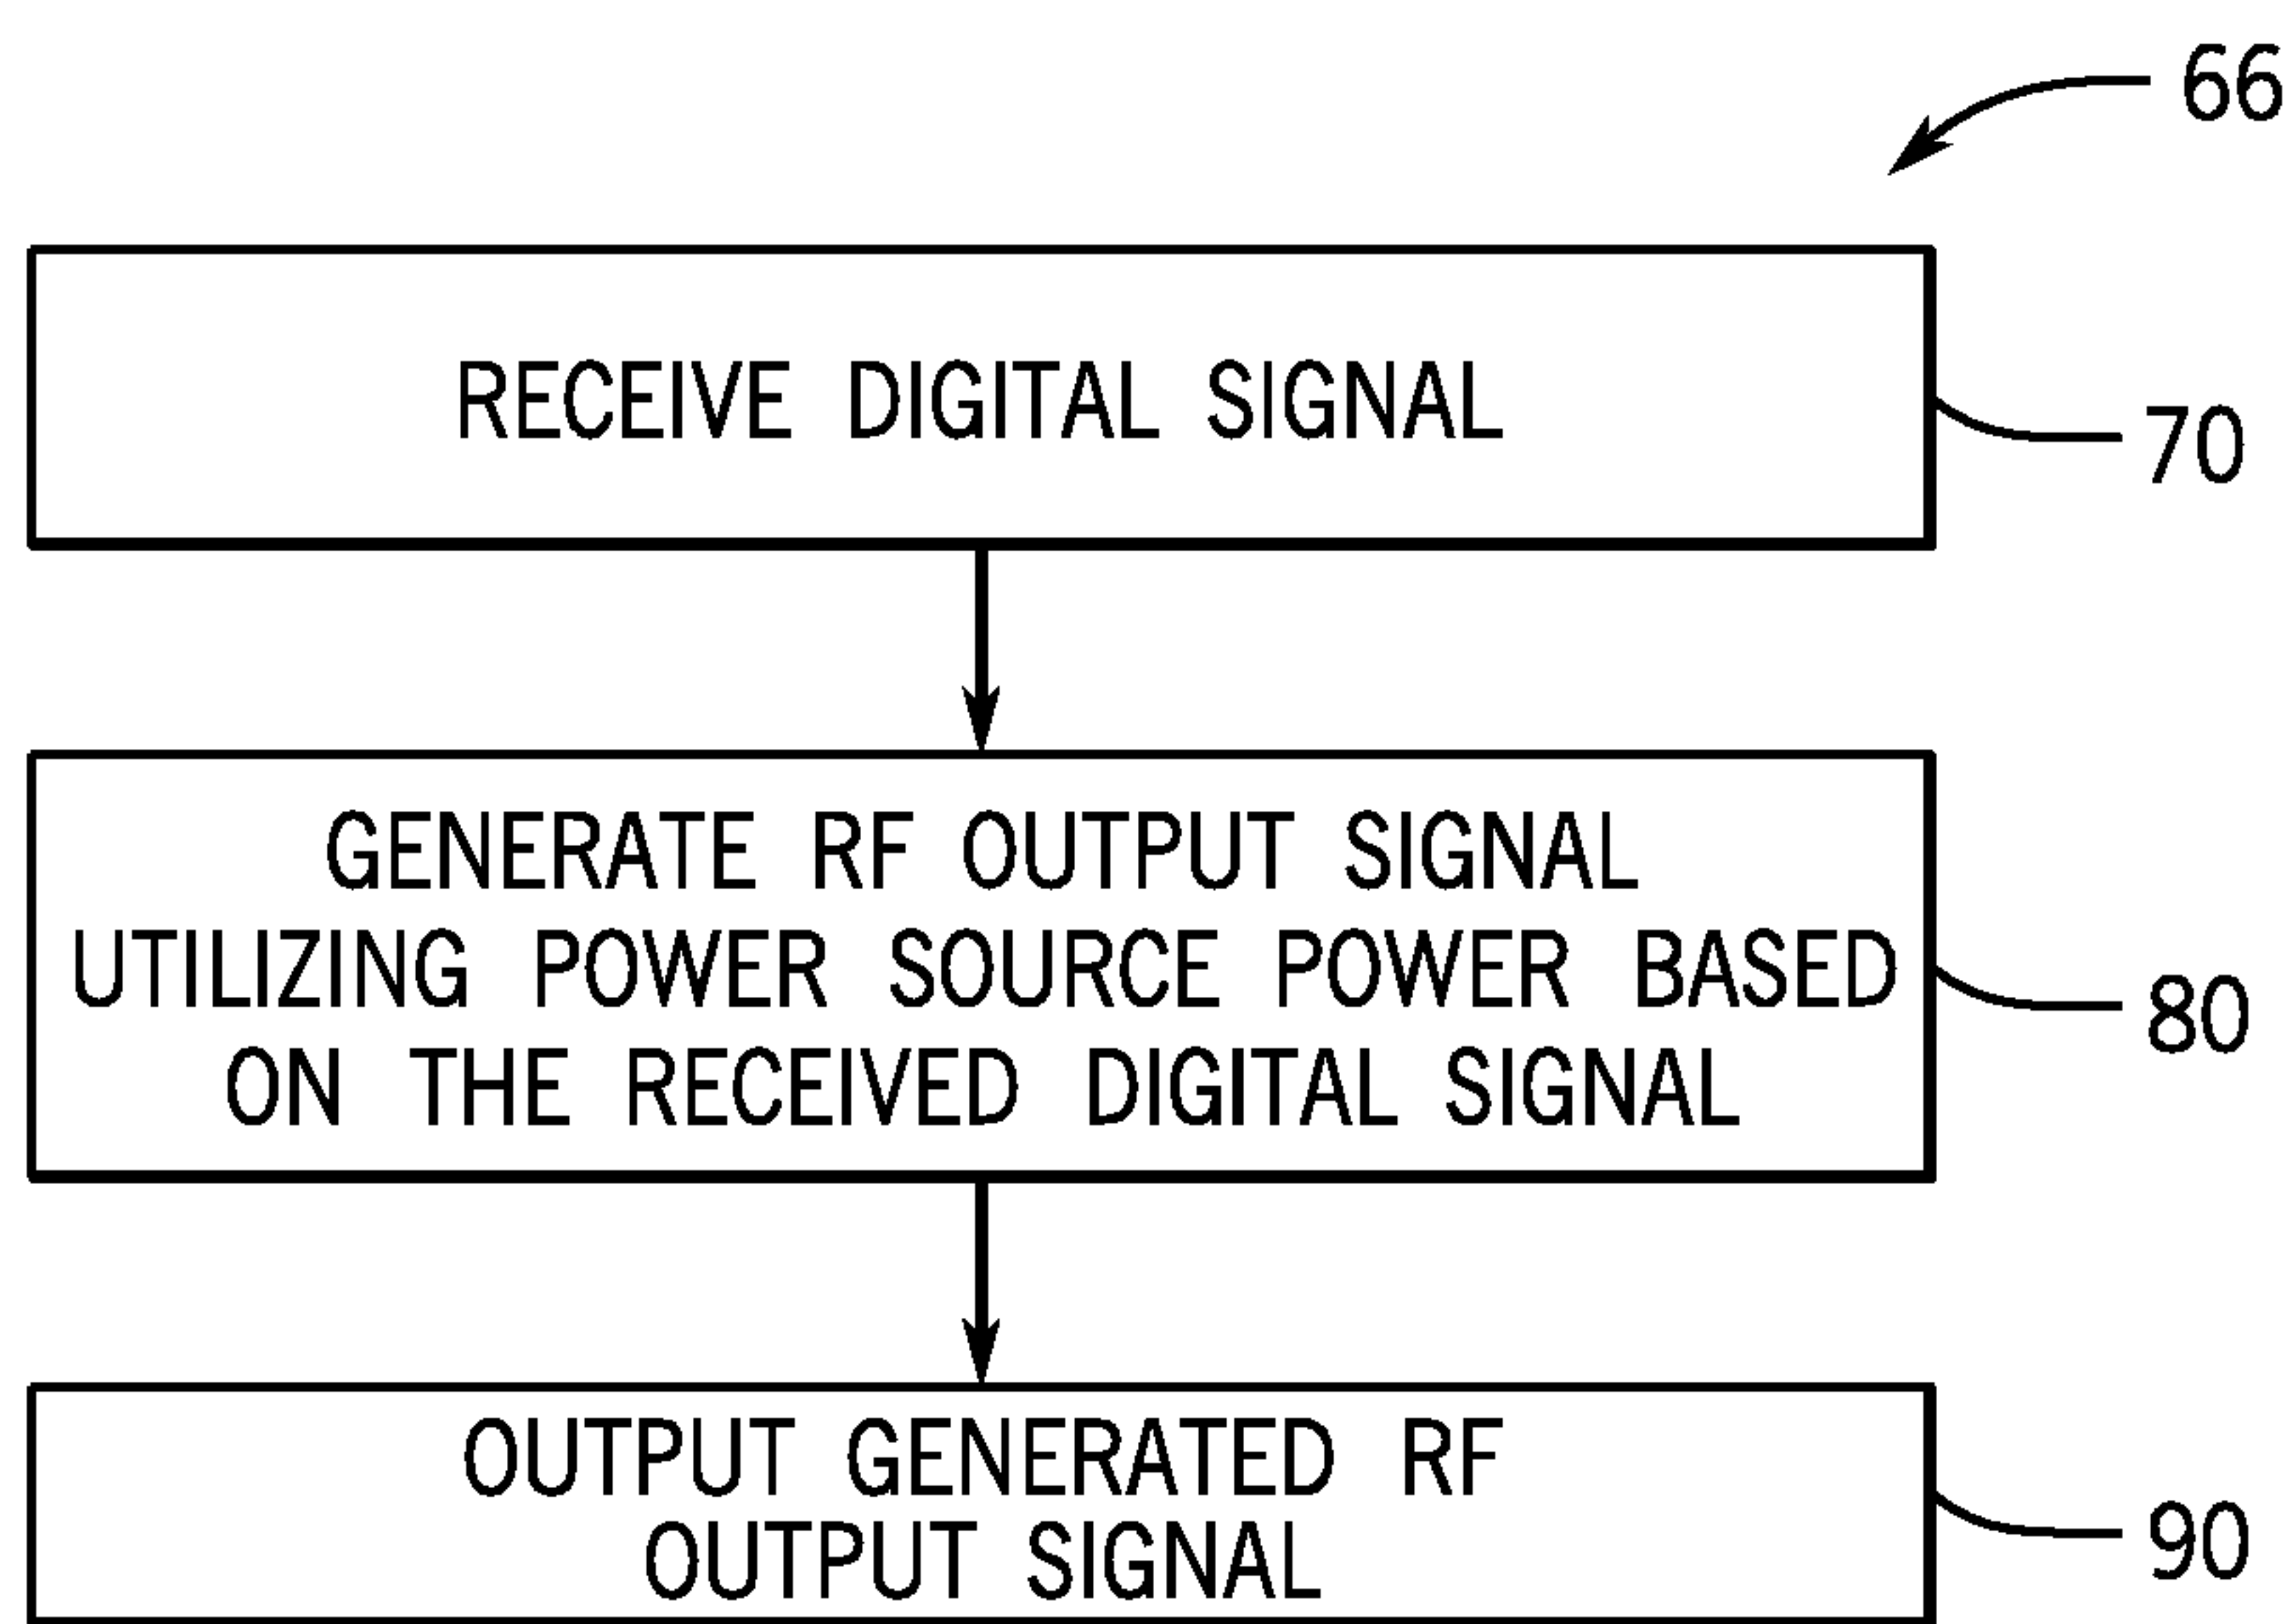 66
RECEIVE DIGITAL SIGNAL
70
GENERATE RF OUTPUT SIGNAL
UTILIZING POWER SOURCE POWER BASED
ON THE RECEIVED DIGITAL SIGNAL
80
OUTPUT GENERATED RF
OUTPUT SIGNAL
90